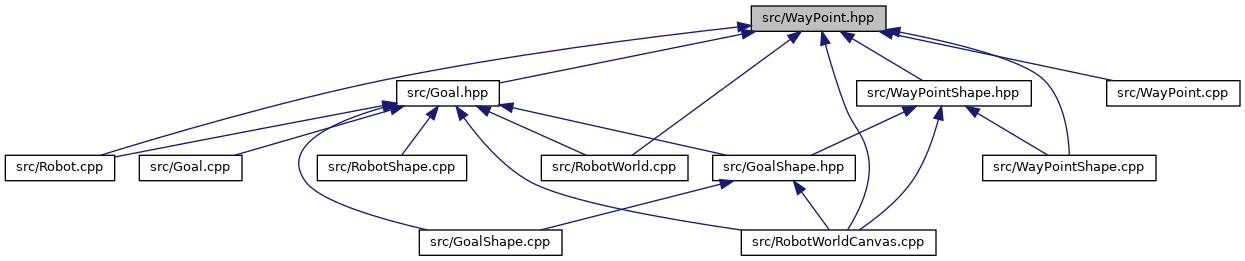 src/WayPoint.hpp
src/Goal.hpp
src/WayPointShape.hpp
src/WayPoint.cpp
src/Robot.cpp
src/Goal.cpp
src/RobotShape.cpp
src/RobotWorld.cpp
src/GoalShape.hpp
src/WayPointShape.cpp
src/GoalShape.cpp
src/RobotWorldCanvas.cpp